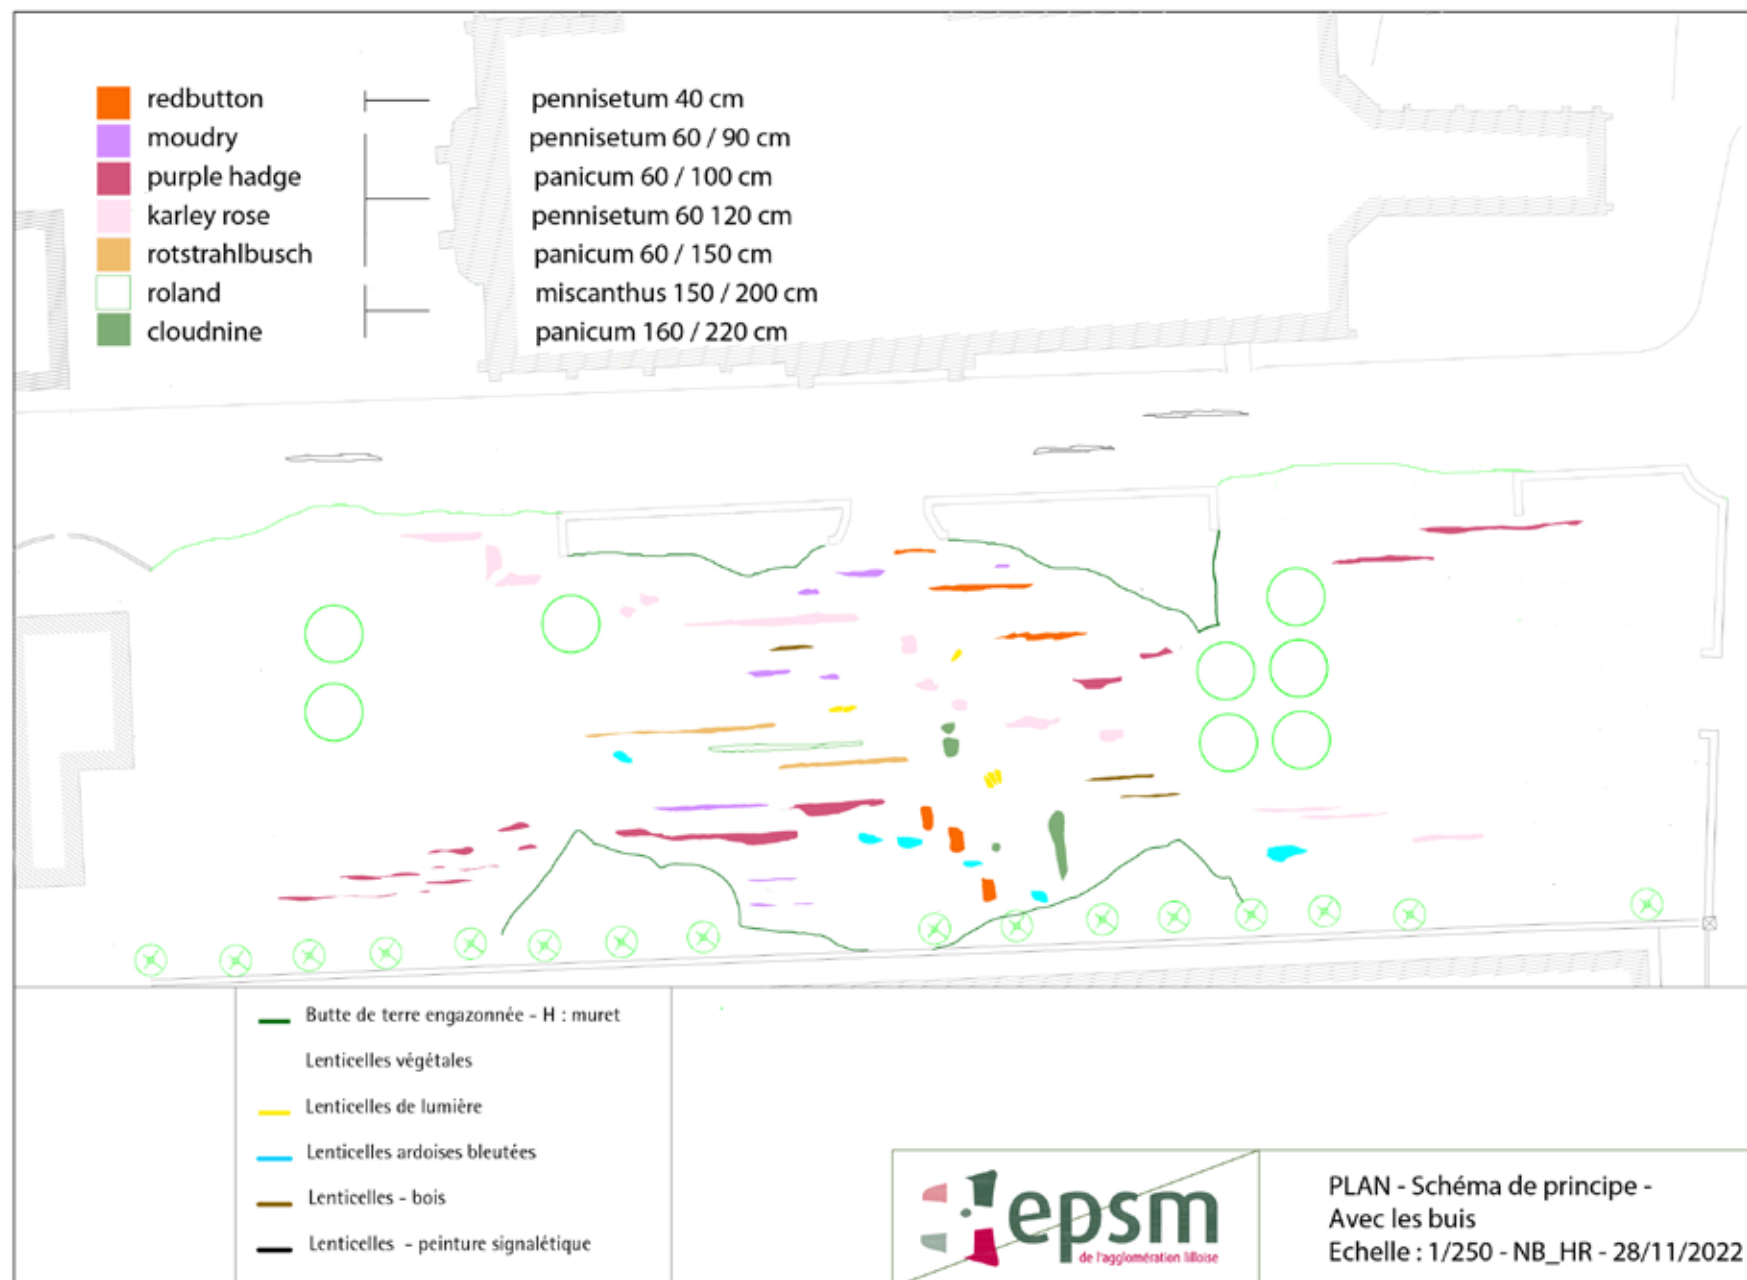 redbutton pennisetum 40 cm
moudry pennisetum 60 / 90 cm
purple hadge panicum 60 / 100 cm
karley rose pennisetum 60 120 cm
rotstrahlbusch panicum 60 / 150 cm
roland miscanthus 150 / 200 cm
cloudnine panicum 160 / 220 cm
Butte de terre engazonnée - H : muret
Lenticelles végétales
Lenticelles de lumière
Lenticelles ardoises bleutées
Lenticelles - bois
Lenticelles - peinture signalétique
epsm
de l'agglomération lilloise
PLAN - Schéma de principe -
Avec les buis
Echelle : 1/250 - NB_HR - 28/11/2022